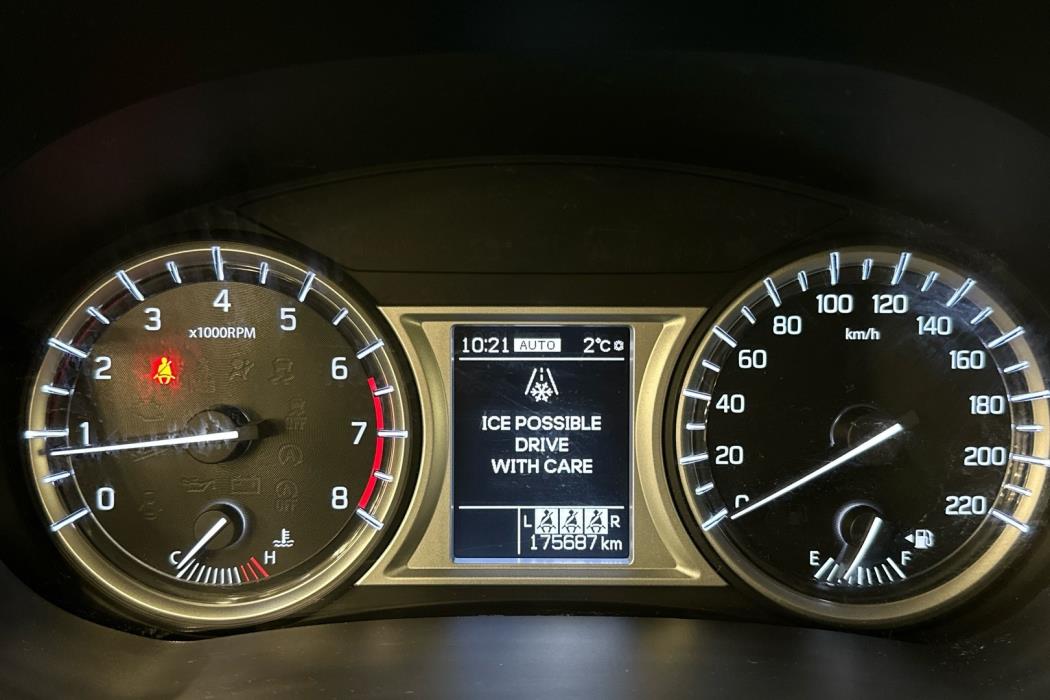 10:21 AUTO 2°C
ICE POSSIBLE
DRIVE
WITH CARE
L R
175687 km
x1000RPM
0 1 2 3 4 5 6 7 8
C H
km/h
0 20 40 60 80 100 120 140 160 180 200 220
E F